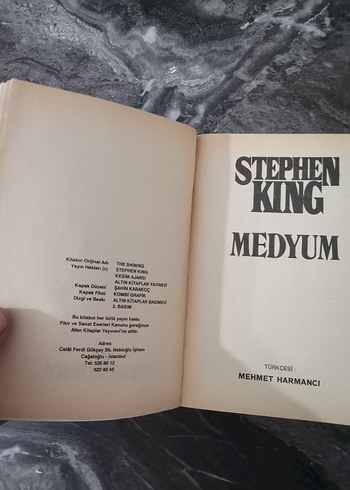 Kitabın Orijinal Adı THE SHINING
Yayın Hakları (c) STEPHEN KING
KESİM AJANSI
ALTIN KİTAPLAR YAYINEVİ
Kapak Düzeni ŞAHİN KARAKOÇ
Kapak Filmi KOMBİ GRAFİK
Dizgi ve Baskı ALTIN KİTAPLAR BASIMEVİ
2. BASIM
Bu kitabın her türlü yayın hakkı
Fikir ve Sanat Eserleri Kanunu gereğince
Altın Kitaplar Yayınevi'ne aittir.
Adres
Celâl Ferdi Gökçay Sk. Nebioğlu İşhanı
Cağaloğlu - İstanbul
Tel: 526 80 12
522 40 45
STEPHEN
KING
MEDYUM
TÜRKÇESİ :
MEHMET HARMANCI